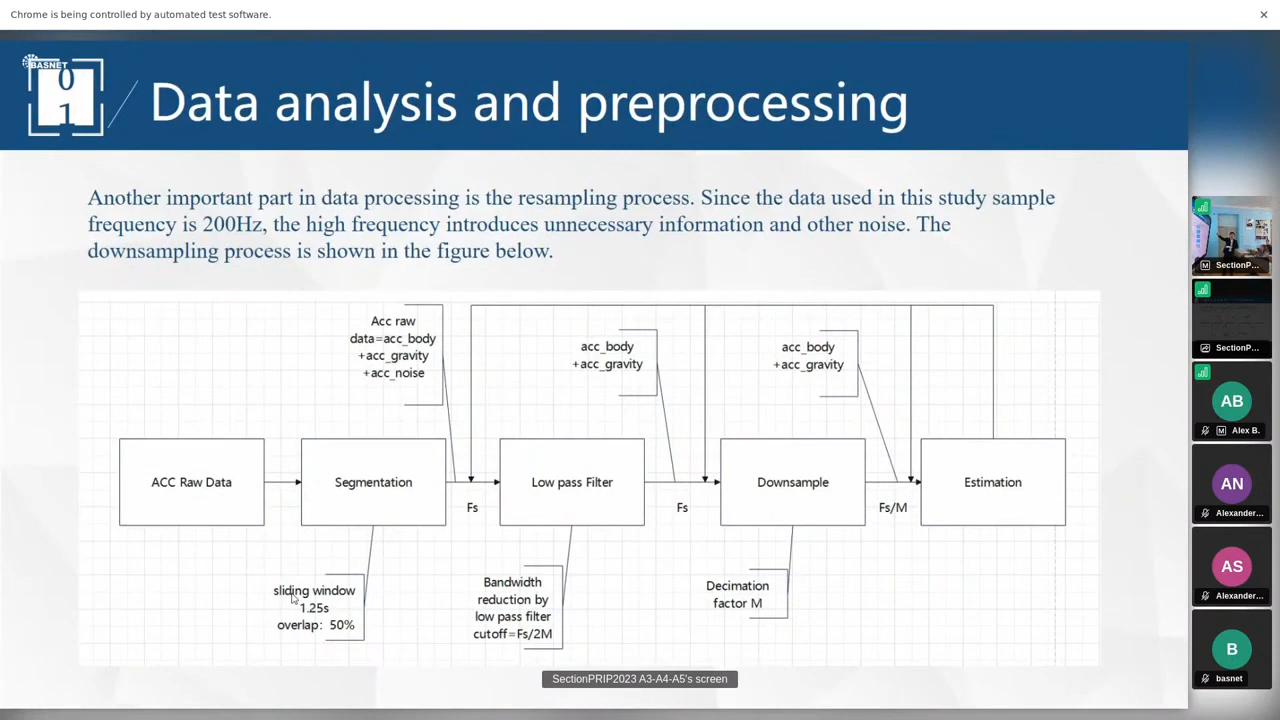 Chrome is being controlled by automated test software.
BASNET
01
Data analysis and preprocessing
Another important part in data processing is the resampling process. Since the data used in this study sample
frequency is 200Hz, the high frequency introduces unnecessary information and other noise. The
downsampling process is shown in the figure below.
Acc raw
data=acc_body
+acc_gravity
+acc_noise
acc_body
+acc_gravity
acc_body
+acc_gravity
ACC Raw Data
Segmentation
Low pass Filter
Downsample
Estimation
Fs
Fs
Fs/M
sliding window
1.25s
overlap: 50%
Bandwidth
reduction by
low pass filter
cutoff=Fs/2M
Decimation
factor M
SectionPRIP2023 A3-A4-A5's screen
M
SectionP...
SectionP...
AB
M
Alex B.
AN
Alexander...
AS
Alexander...
B
basnet